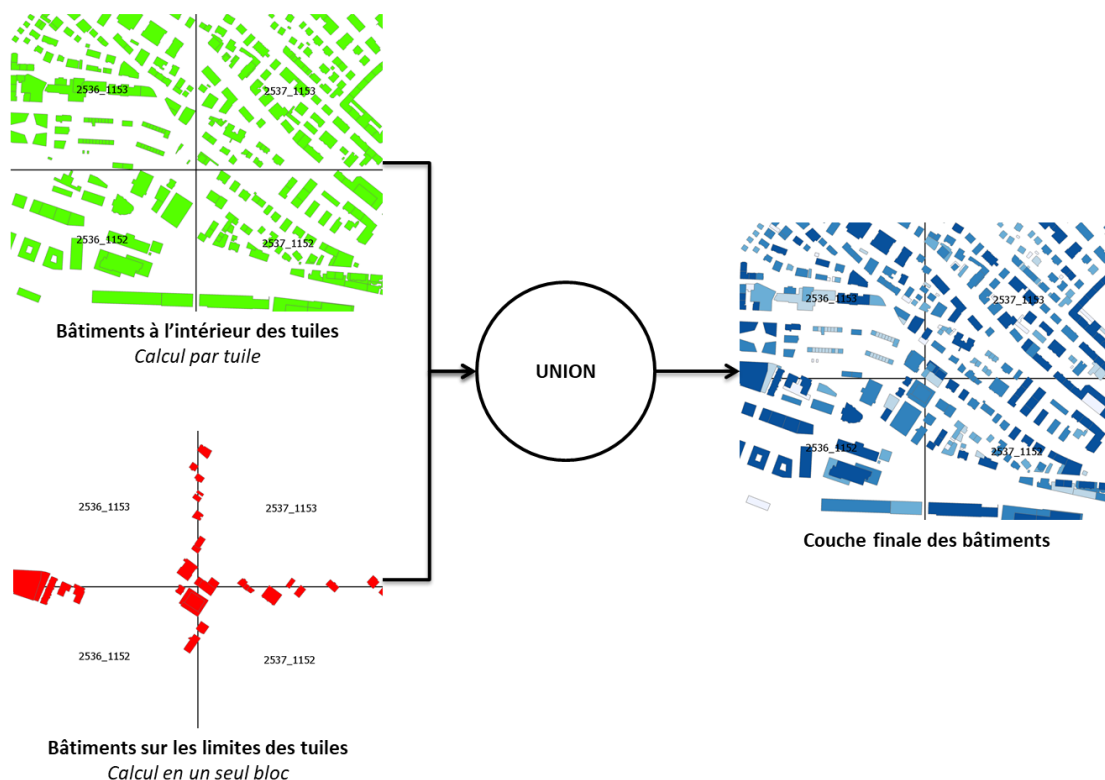 2536_1153
2537_1153
2536_1152
2537_1152
Bâtiments à l'intérieur des tuiles
Calcul par tuile
2536_1153
2537_1153
2536_1152
2537_1152
Bâtiments sur les limites des tuiles
Calcul en un seul bloc
UNION
2536_1153
2537_1153
2536_1152
2537_1152
Couche finale des bâtiments